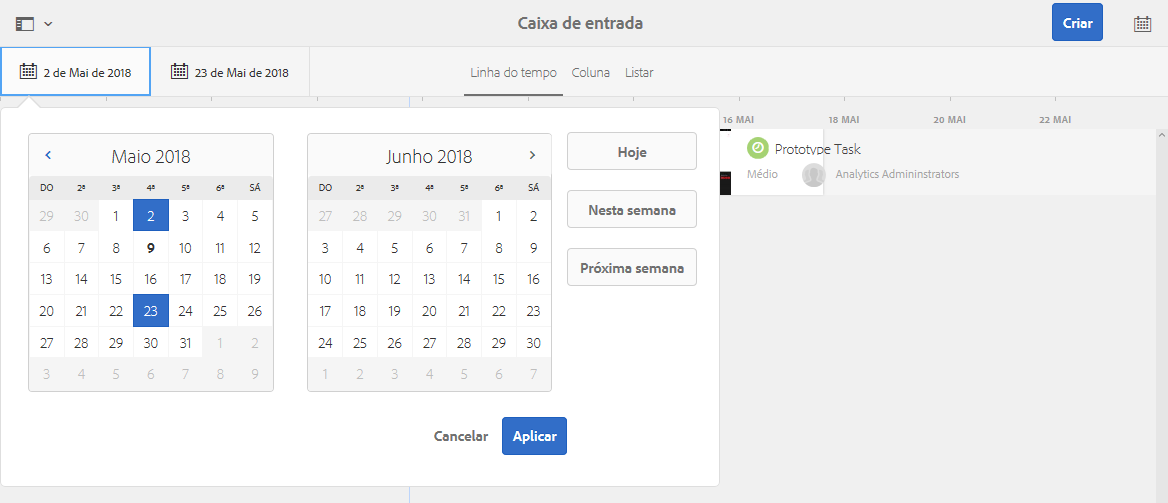 Caixa de entrada
Criar
2 de Mai de 2018
23 de Mai de 2018
Linha do tempo Coluna Listar
16 MAI 18 MAI 20 MAI 22 MAI
Maio 2018
DO 2ª 3ª 4ª 5ª 6ª SÁ
29 30 1 2 3 4 5
6 7 8 9 10 11 12
13 14 15 16 17 18 19
20 21 22 23 24 25 26
27 28 29 30 31 1 2
3 4 5 6 7 8 9
Junho 2018
DO 2ª 3ª 4ª 5ª 6ª SÁ
27 28 29 30 31 1 2
3 4 5 6 7 8 9
10 11 12 13 14 15 16
17 18 19 20 21 22 23
24 25 26 27 28 29 30
1 2 3 4 5 6 7
Hoje
Nesta semana
Próxima semana
Cancelar
Aplicar
Prototype Task
Médio
Analytics Admininstrators